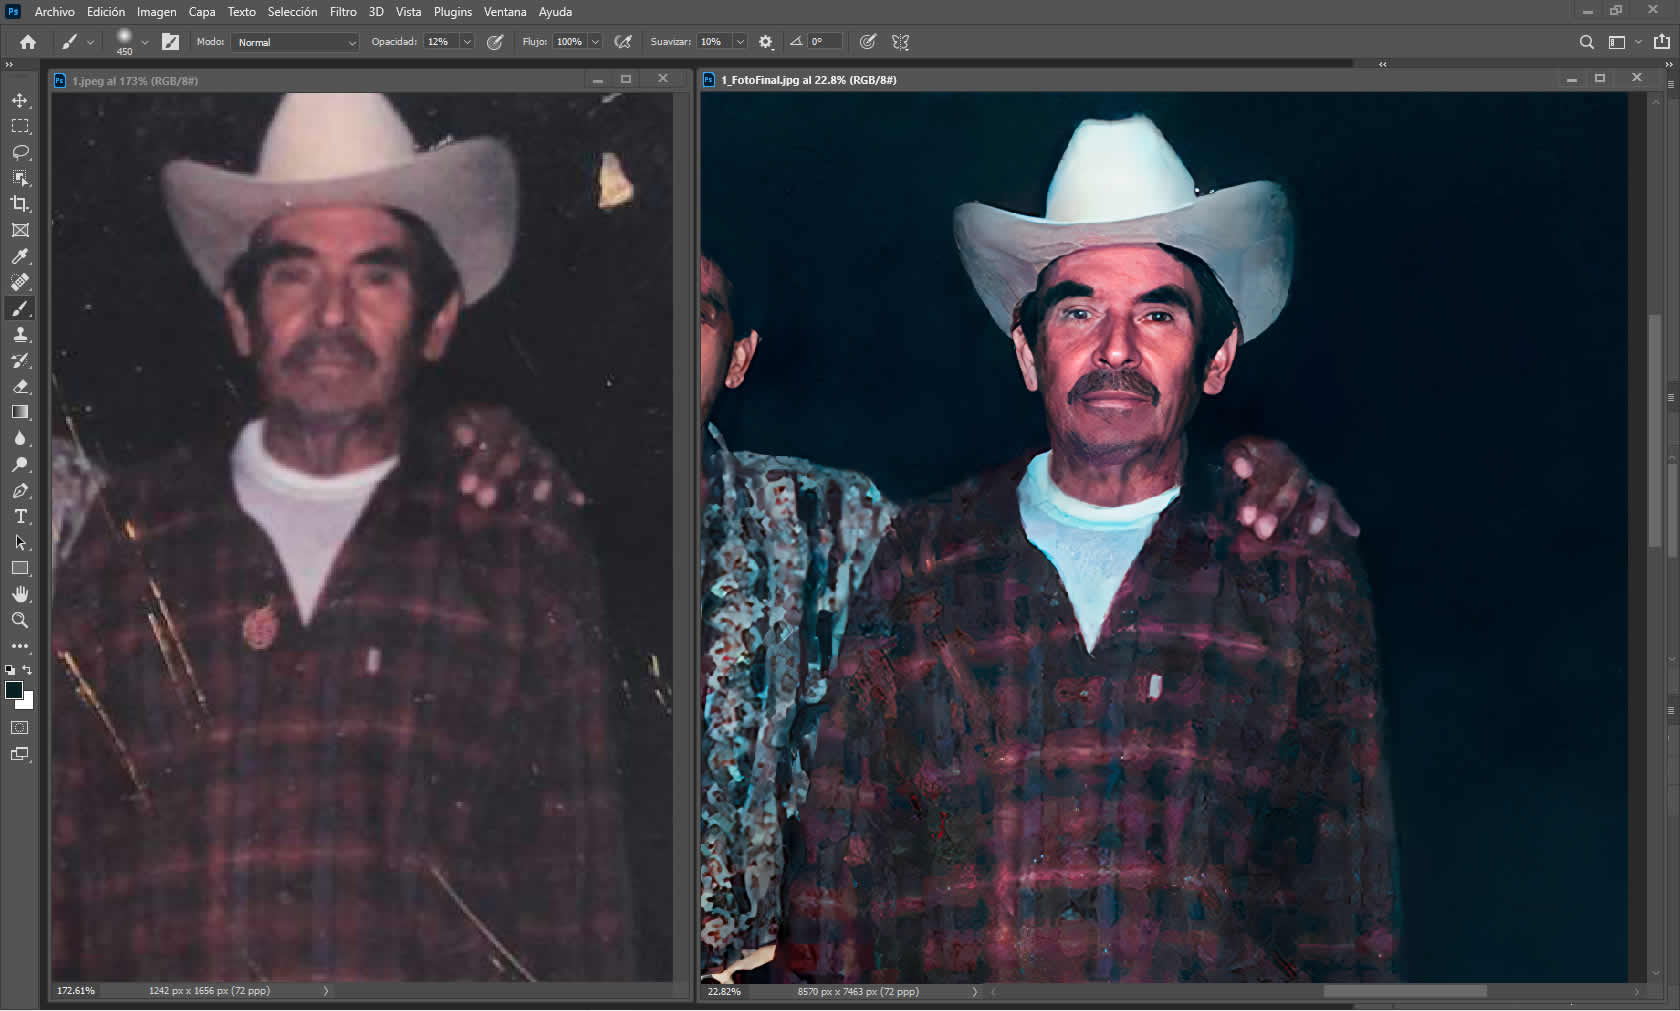 Ps Archivo Edición Imagen Capa Texto Selección Filtro 3D Vista Plugins Ventana Ayuda
450 Modo: Normal Opacidad: 12% Flujo: 100% Suavizar: 10% 0°
Ps 1.jpeg al 173% (RGB/8#)
Ps 1_FotoFinal.jpg al 22.8% (RGB/8#)
172.61% 1242 px x 1656 px (72 ppp)
22.82% 8570 px x 7463 px (72 ppp)